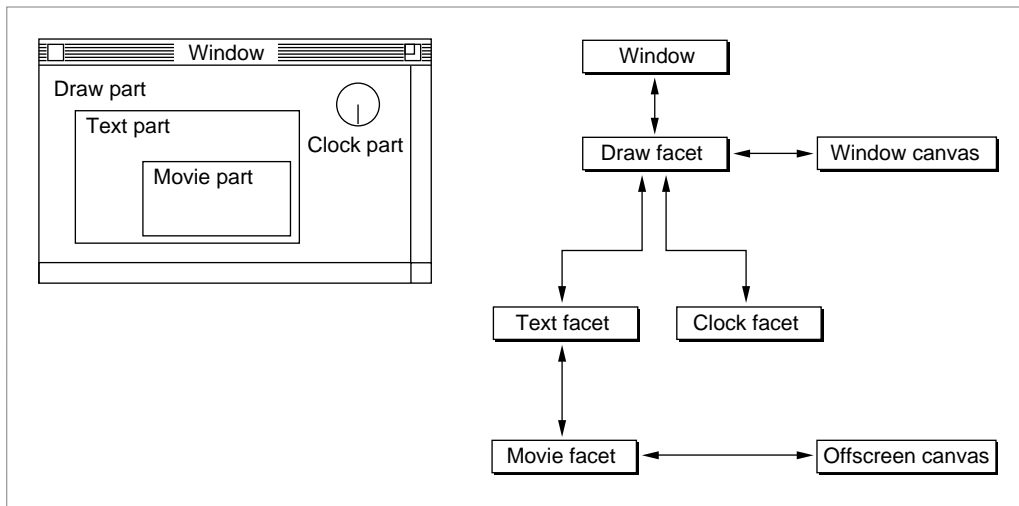 Window
Draw part
Text part
Clock part
Movie part
Window
Draw facet
Window canvas
Text facet
Clock facet
Movie facet
Offscreen canvas